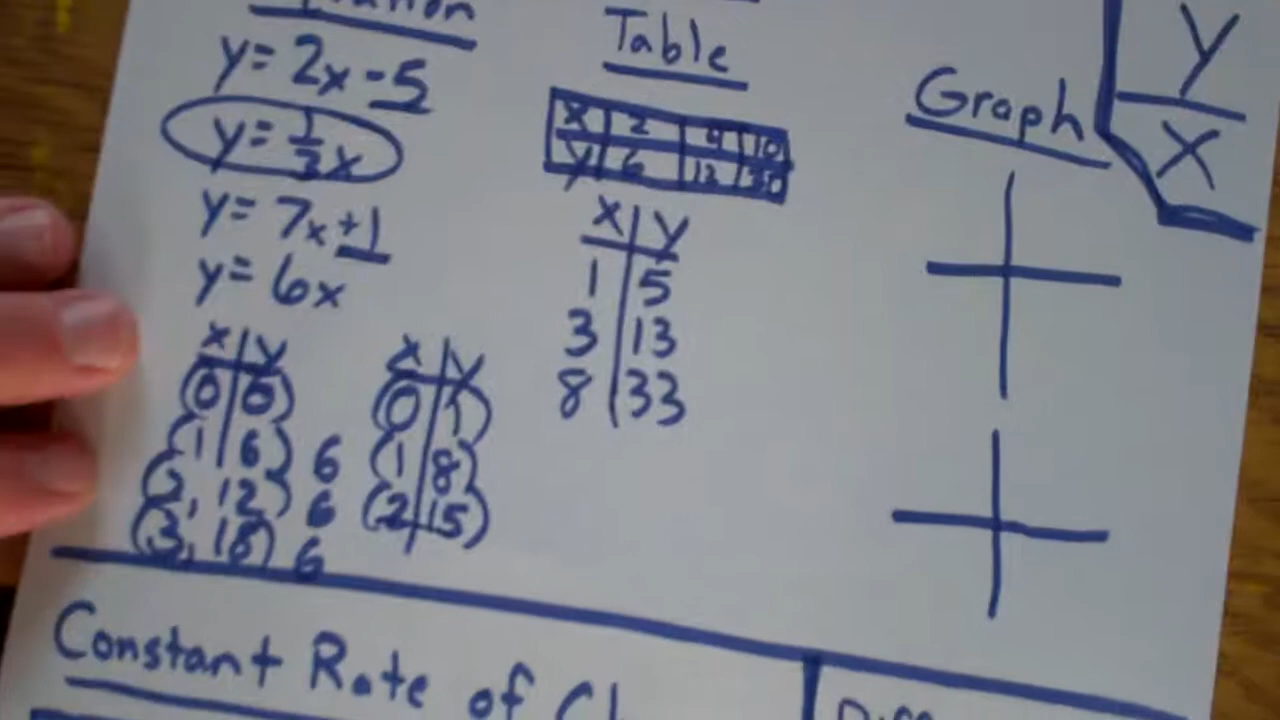 y = 2x - 5
y = 1/2 x
y = 7x + 1
y = 6x
x | y
0 | 0
1 | 6 6
2, 12 6
3, 18 6
x | y
0 | 1
1 | 8
2 | 15
Table
x | 2 | 4 | 10
y | 6 | 12 | 30
x | y
1 | 5
3 | 13
8 | 33
Graph
y
x
Constant Rate of